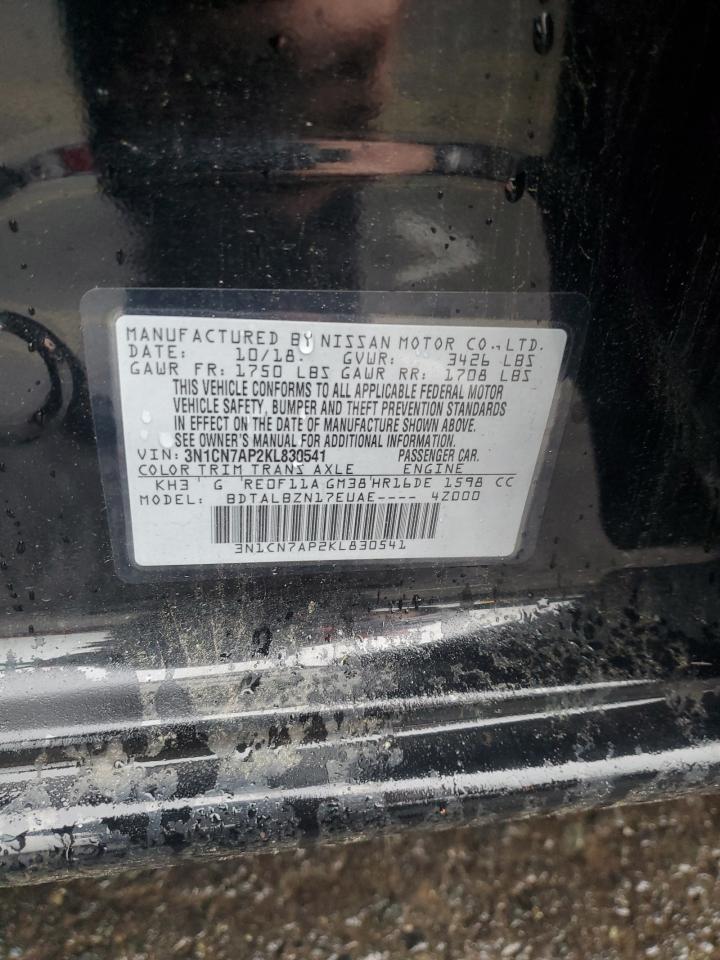 MANUFACTURED BY NISSAN MOTOR CO.,LTD.
DATE: 10/18 GVWR: 3426 LBS
GAWR FR: 1750 LBS GAWR RR: 1708 LBS
THIS VEHICLE CONFORMS TO ALL APPLICABLE FEDERAL MOTOR
VEHICLE SAFETY, BUMPER AND THEFT PREVENTION STANDARDS
IN EFFECT ON THE DATE OF MANUFACTURE SHOWN ABOVE.
SEE OWNER'S MANUAL FOR ADDITIONAL INFORMATION.
VIN: 3N1CN7AP2KL830541 PASSENGER CAR.
COLOR TRIM TRANS AXLE ENGINE
KH3 G RE0F11A GM38 HR16DE 1598 CC
MODEL: BDTALBZN17EUAE---- 4Z000
3N1CN7AP2KL830541